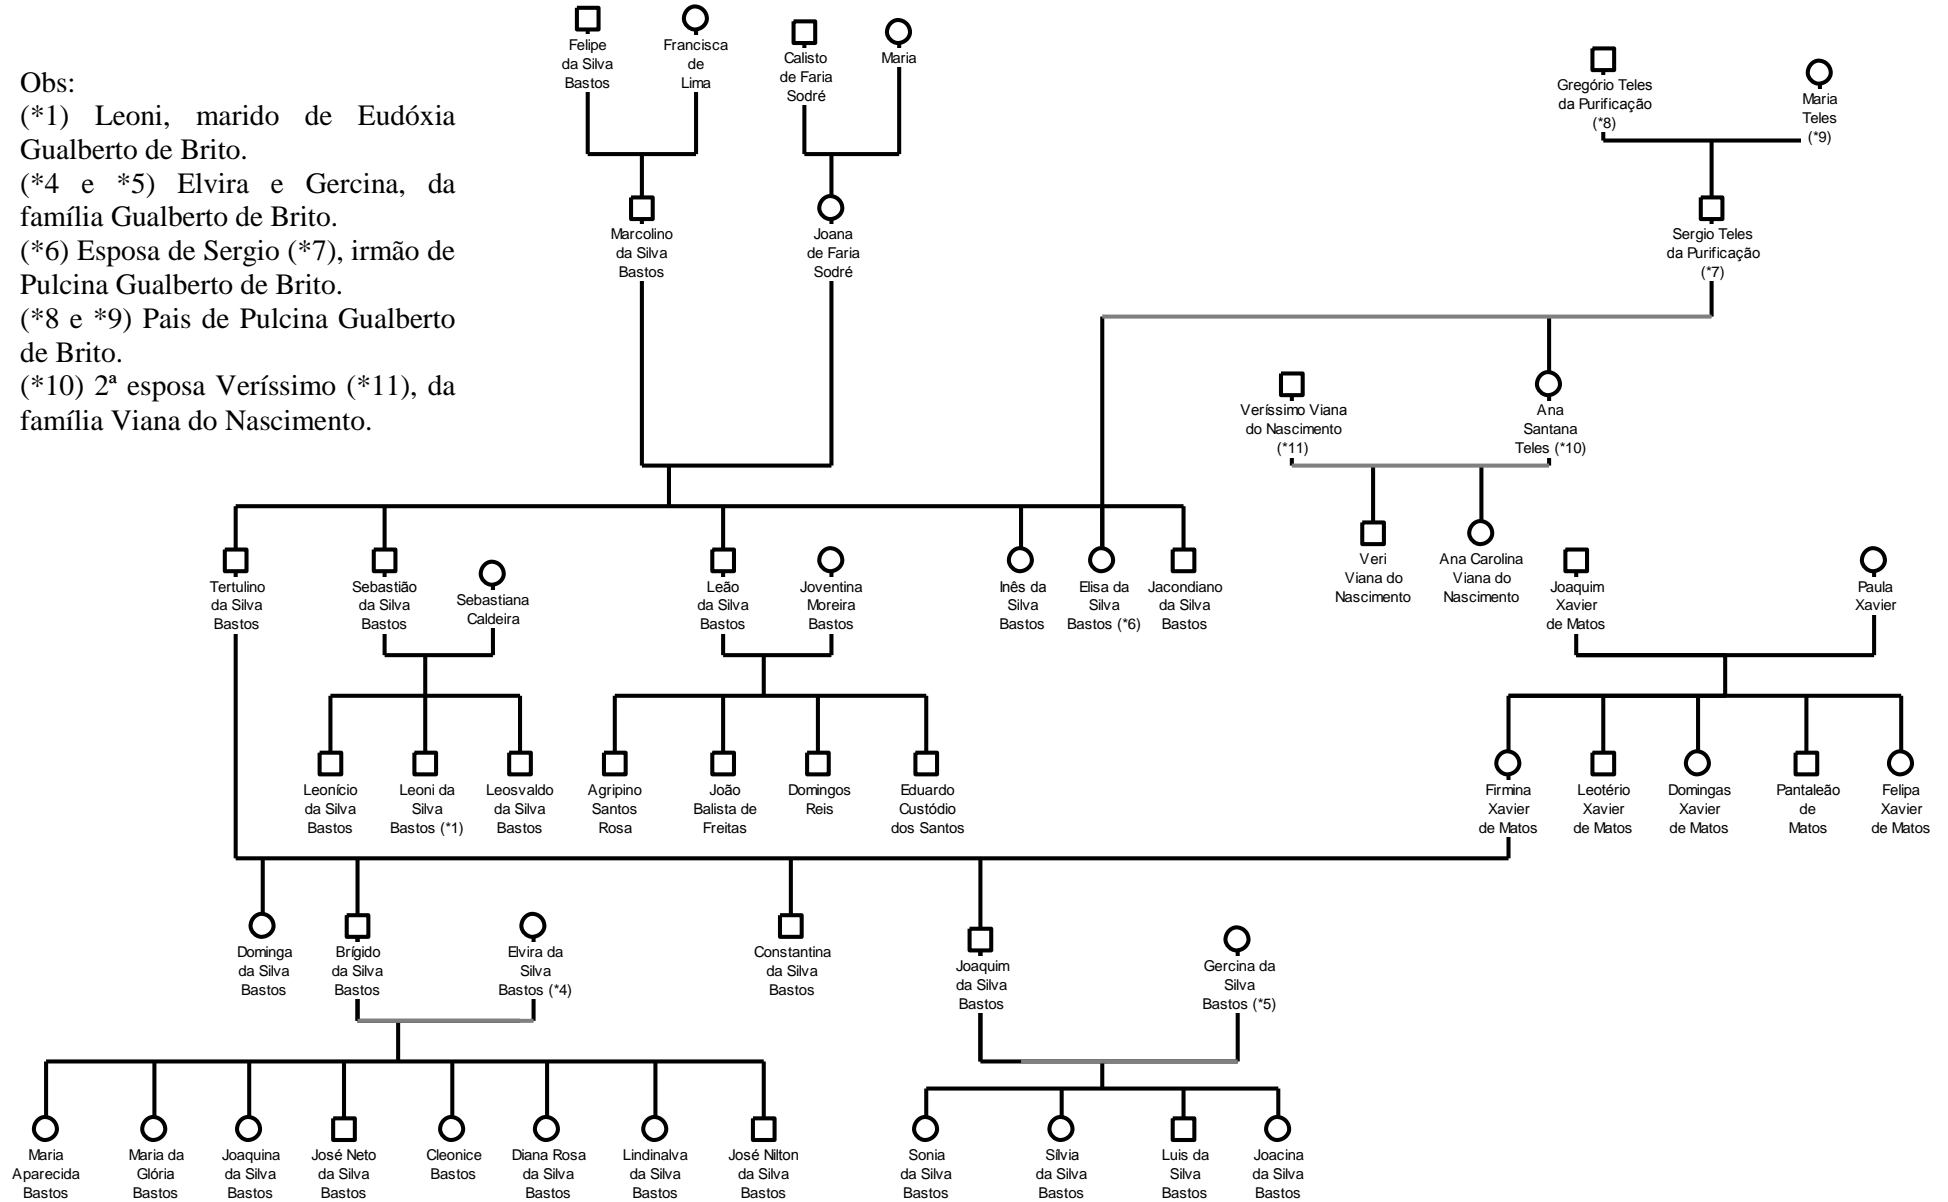 Obs:
(*1) Leoni, marido de Eudóxia
Gualberto de Brito.
(*4 e *5) Elvira e Gercina, da
família Gualberto de Brito.
(*6) Esposa de Sergio (*7), irmão de
Pulcina Gualberto de Brito.
(*8 e *9) Pais de Pulcina Gualberto
de Brito.
(*10) 2ª esposa Veríssimo (*11), da
família Viana do Nascimento.
Felipe
da Silva
Bastos
Francisca
de
Lima
Calisto
de Faria
Sodré
Maria
Gregório Teles
da Purificação
(*8)
Maria
Teles
(*9)
Marcolino
da Silva
Bastos
Joana
de Faria
Sodré
Sergio Teles
da Purificação
(*7)
Veríssimo Viana
do Nascimento
(*11)
Ana
Santana
Teles (*10)
Tertulino
da Silva
Bastos
Sebastião
da Silva
Bastos
Sebastiana
Caldeira
Leão
da Silva
Bastos
Joventina
Moreira
Bastos
Inês da
Silva
Bastos
Elisa da
Silva
Bastos (*6)
Jacondiano
da Silva
Bastos
Veri
Viana do
Nascimento
Ana Carolina
Viana do
Nascimento
Joaquim
Xavier
de Matos
Paula
Xavier
Leonício
da Silva
Bastos
Leoni da
Silva
Bastos (*1)
Leosvaldo
da Silva
Bastos
Agripino
Santos
Rosa
João
Balista de
Freitas
Domingos
Reis
Eduardo
Custódio
dos Santos
Firmina
Xavier
de Matos
Leotério
Xavier
de Matos
Domingas
Xavier
de Matos
Pantaleão
de
Matos
Felipa
Xavier
de Matos
Dominga
da Silva
Bastos
Brígido
da Silva
Bastos
Elvira da
Silva
Bastos (*4)
Constantina
da Silva
Bastos
Joaquim
da Silva
Bastos
Gercina da
Silva
Bastos (*5)
Maria
Aparecida
Bastos
Maria da
Glória
Bastos
Joaquina
da Silva
Bastos
José Neto
da Silva
Bastos
Cleonice
Bastos
Diana Rosa
da Silva
Bastos
Lindinalva
da Silva
Bastos
José Nilton
da Silva
Bastos
Sonia
da Silva
Bastos
Sílvia
da Silva
Bastos
Luis da
Silva
Bastos
Joacina
da Silva
Bastos